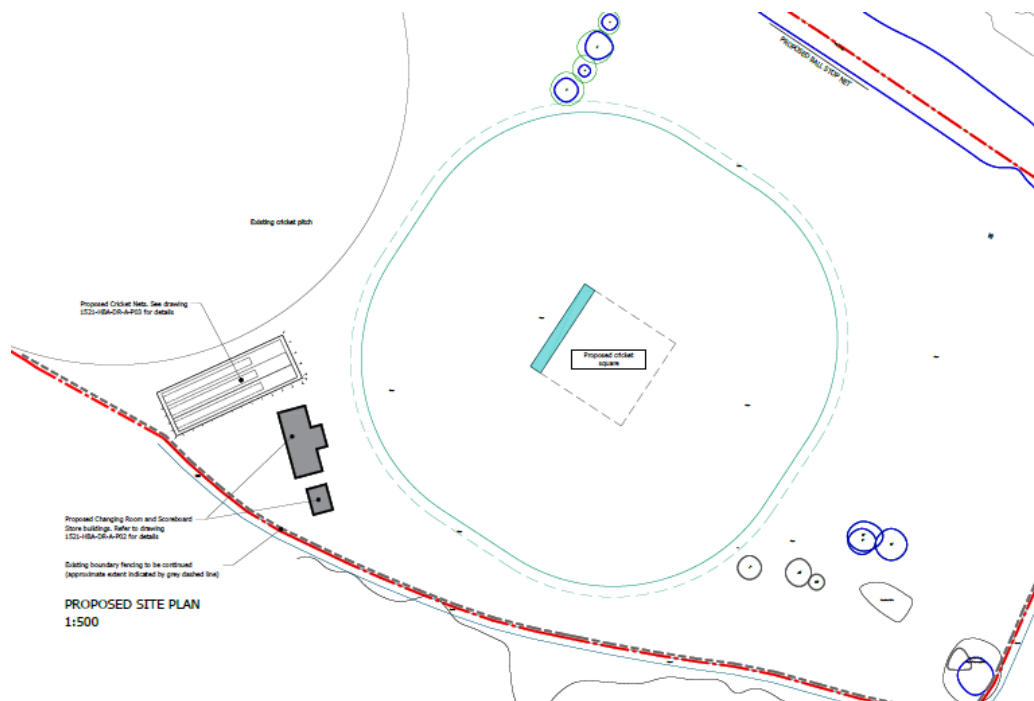 PROPOSED BALL STOP NET
Existing cricket pitch
Proposed Cricket Nets. See drawing
1521-HBA-DR-A-P03 for details
Proposed cricket
square
Proposed Changing Room and Scoreboard
Store buildings. Refer to drawing
1521-HBA-DR-A-P02 for details
Existing boundary fencing to be continued
(approximate extent indicated by grey dashed line)
PROPOSED SITE PLAN
1:500